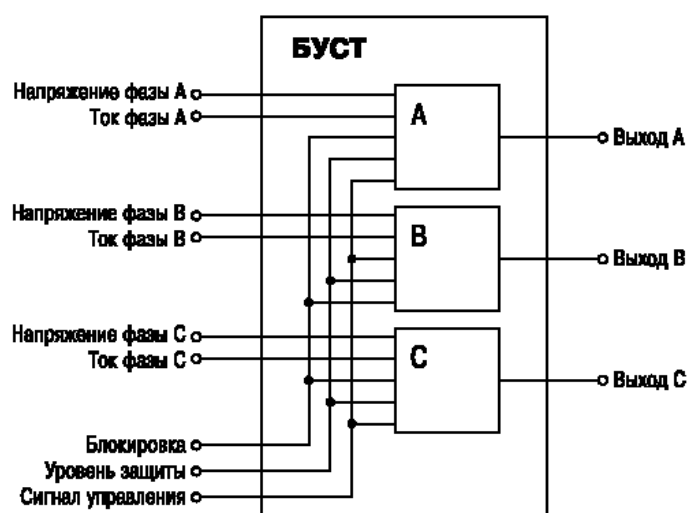 БУСТ
Напряжение фазы А
Ток фазы А
А
Выход А
Напряжение фазы В
Ток фазы В
В
Выход В
Напряжение фазы С
Ток фазы С
С
Выход С
Блокировка
Уровень защиты
Сигнал управления